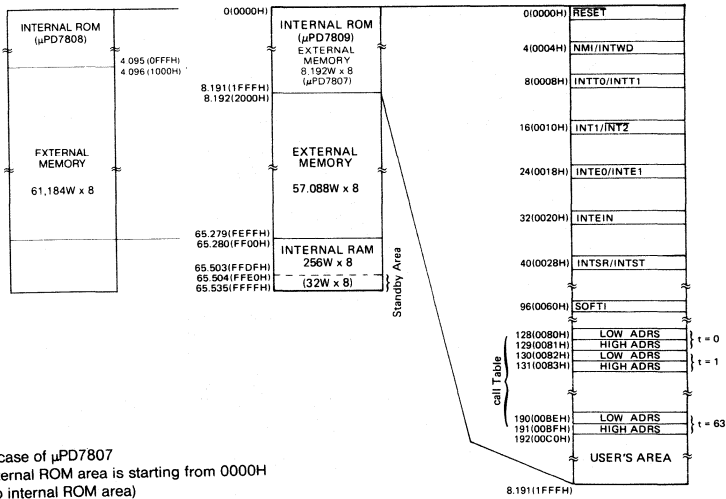 INTERNAL ROM
(μPD7808)
4.095(0FFFH)
4.096(1000H)
EXTERNAL
MEMORY
61,184W x 8
0(0000H)
INTERNAL ROM
(μPD7809)
EXTERNAL
MEMORY
8.192W x 8
(μPD7807)
8.191(1FFFH)
8.192(2000H)
EXTERNAL
MEMORY
57.088W x 8
65.279(FEFFH)
65.280(FF00H)
INTERNAL RAM
256W x 8
65.503(FFDFH)
65.504(FFE0H)
(32W x 8)
65.535(FFFFH)
Standby Area
0(0000H) RESET
4(0004H) NMI/INTWD
8(0008H) INTT0/INTT1
16(0010H) INT1/INT2
24(0018H) INTE0/INTE1
32(0020H) INTEIN
40(0028H) INTSR/INTST
96(0060H) SOFTI
call Table
128(0080H) LOW ADRS
129(0081H) HIGH ADRS
t = 0
130(0082H) LOW ADRS
131(0083H) HIGH ADRS
t = 1
190(00BEH) LOW ADRS
191(00BFH) HIGH ADRS
t = 63
192(00C0H)
USER'S AREA
8.191(1FFFH)
case of μPD7807
ternal ROM area is starting from 0000H
o internal ROM area)